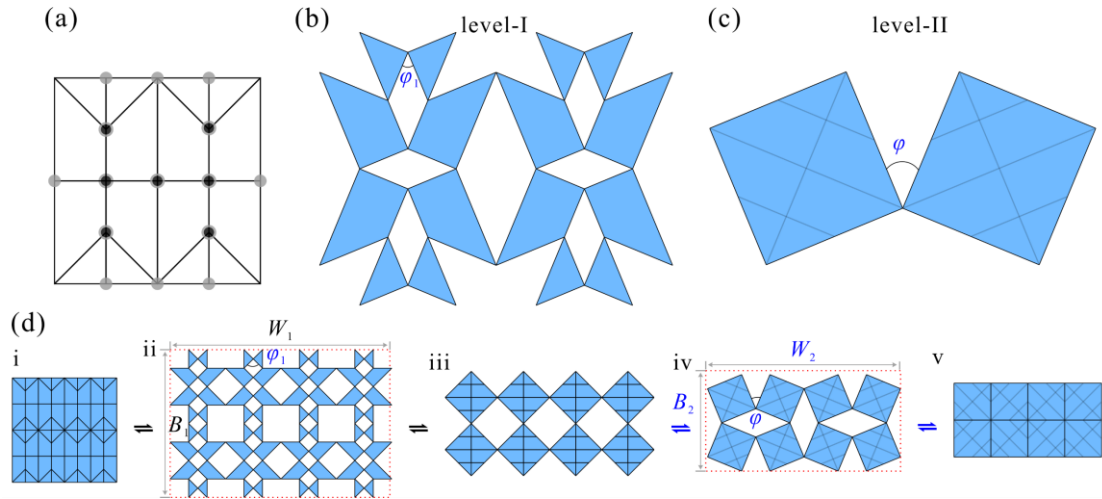 (a)
(b)
level-I
(c)
level-II
φ₁
φ
(d)
i
ii
W₁
φ₁
B₁
⇌
iii
⇌
iv
W₂
B₂
φ
⇌
⇌
v